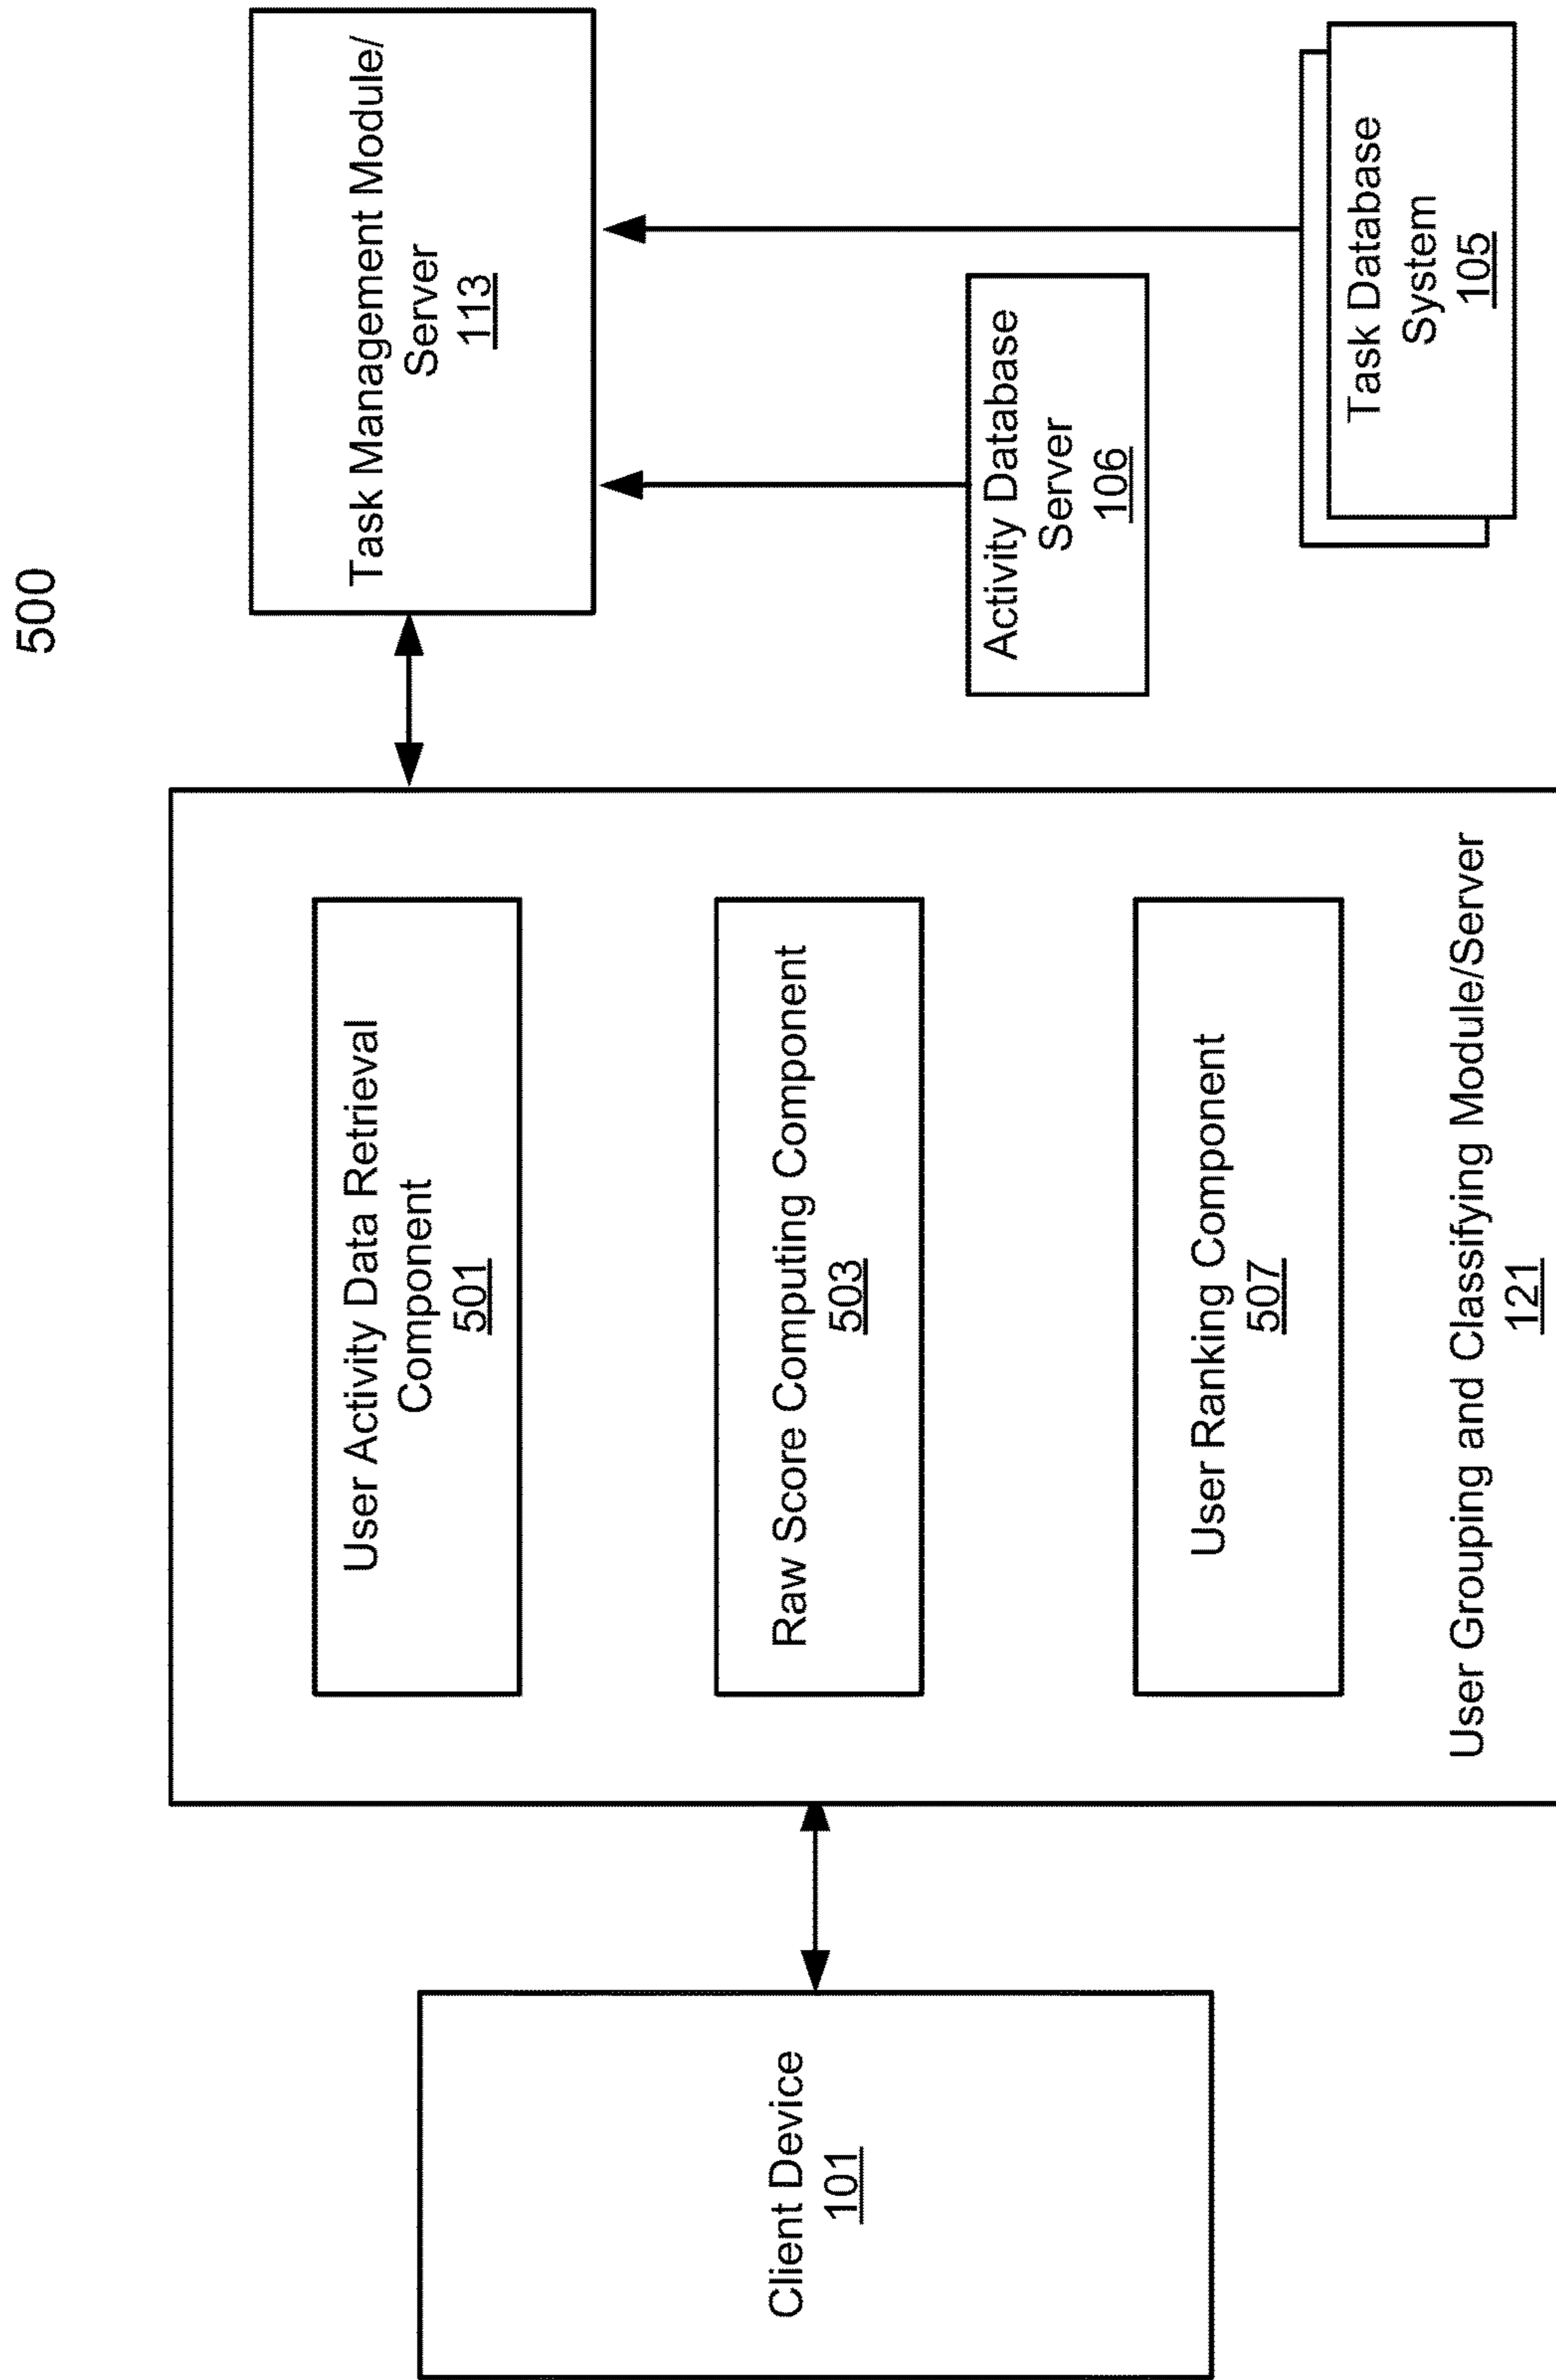 500
Client Device
101
User Activity Data Retrieval
Component
501
Raw Score Computing Component
503
User Ranking Component
507
User Grouping and Classifying Module/Server
121
Task Management Module/
Server
113
Activity Database
Server
106
Task Database
System
105